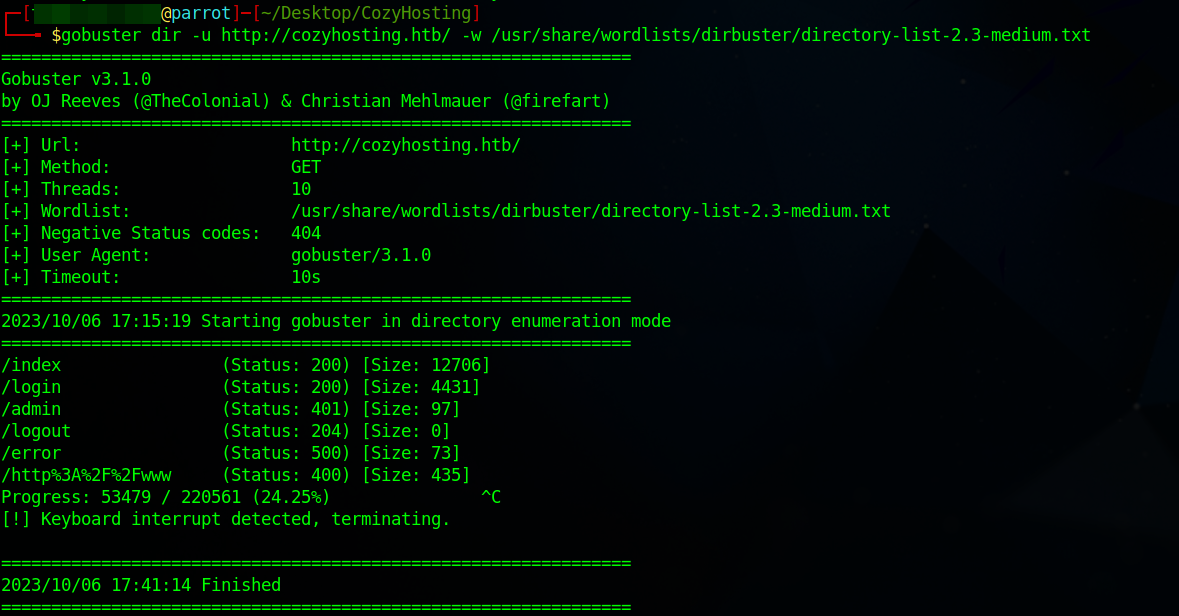 ┌─[@parrot]─[~/Desktop/CozyHosting]
└──╼ $gobuster dir -u http://cozyhosting.htb/ -w /usr/share/wordlists/dirbuster/directory-list-2.3-medium.txt
===============================================================
Gobuster v3.1.0
by OJ Reeves (@TheColonial) & Christian Mehlmauer (@firefart)
===============================================================
[+] Url:                     http://cozyhosting.htb/
[+] Method:                  GET
[+] Threads:                 10
[+] Wordlist:                /usr/share/wordlists/dirbuster/directory-list-2.3-medium.txt
[+] Negative Status codes:   404
[+] User Agent:              gobuster/3.1.0
[+] Timeout:                 10s
===============================================================
2023/10/06 17:15:19 Starting gobuster in directory enumeration mode
===============================================================
/index                (Status: 200) [Size: 12706]
/login                (Status: 200) [Size: 4431]
/admin                (Status: 401) [Size: 97]
/logout               (Status: 204) [Size: 0]
/error                (Status: 500) [Size: 73]
/http%3A%2F%2Fwww     (Status: 400) [Size: 435]
Progress: 53479 / 220561 (24.25%)               ^C
[!] Keyboard interrupt detected, terminating.
===============================================================
2023/10/06 17:41:14 Finished
===============================================================